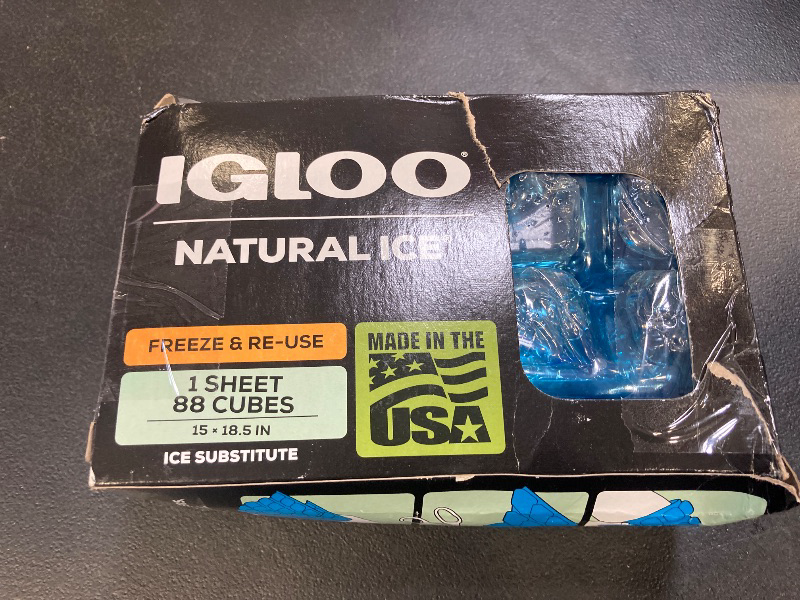 IGLOO®
NATURAL ICE
FREEZE & RE-USE
1 SHEET
88 CUBES
15 × 18.5 IN
ICE SUBSTITUTE
MADE IN THE
USA